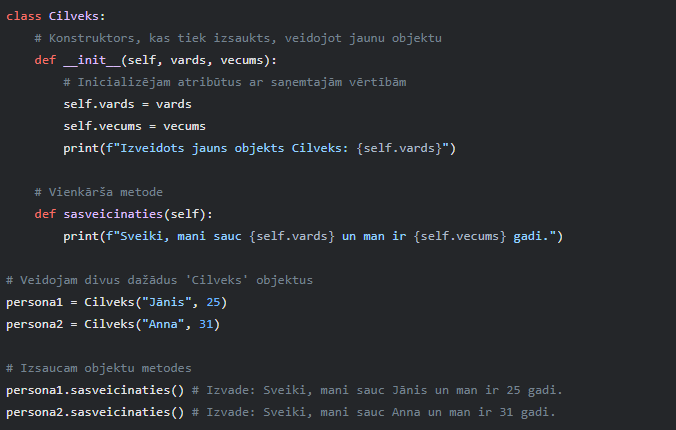 class Cilveks:
    # Konstruktors, kas tiek izsaukts, veidojot jaunu objektu
    def __init__(self, vards, vecums):
        # Inicializējam atribūtus ar saņemtajām vērtībām
        self.vards = vards
        self.vecums = vecums
        print(f"Izveidots jauns objekts Cilveks: {self.vards}")

    # Vienkārša metode
    def sasveicinaties(self):
        print(f"Sveiki, mani sauc {self.vards} un man ir {self.vecums} gadi.")

# Veidojam divus dažādus 'Cilveks' objektus
persona1 = Cilveks("Jānis", 25)
persona2 = Cilveks("Anna", 31)

# Izsaucam objektu metodes
persona1.sasveicinaties() # Izvade: Sveiki, mani sauc Jānis un man ir 25 gadi.
persona2.sasveicinaties() # Izvade: Sveiki, mani sauc Anna un man ir 31 gadi.